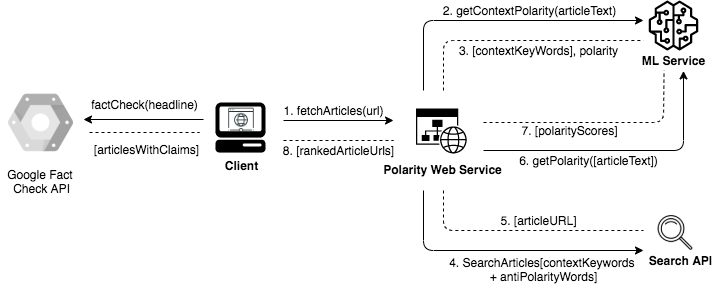 2. getContextPolarity(articleText)
3. [contextKeyWords], polarity
ML Service
factCheck(headline)
1. fetchArticles(url)
[articlesWithClaims]
Client
8. [rankedArticleUrls]
Google Fact
Check API
Polarity Web Service
7. [polarityScores]
6. getPolarity([articleText])
5. [articleURL]
Search API
4. SearchArticles[contextKeywords
+ antiPolarityWords]